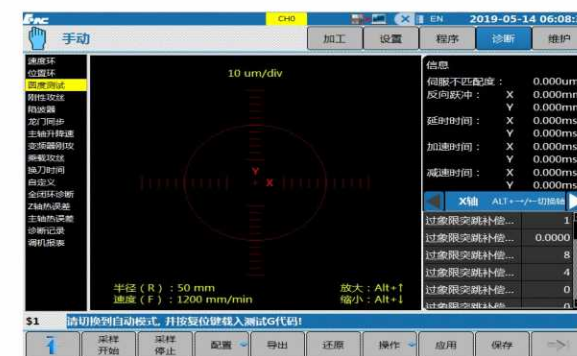 CH0
EN
2019-05-14 06:08:
手动
加工
设置
程序
诊断
维护
速度环
位置环
圆度测试
刚性攻丝
陷波器
龙门同步
主轴升降速
变频器刚攻
乘载攻丝
换刀时间
自定义
全闭环诊断
Z轴热误差
主轴热误差
诊断记录
调机报表
10 um/div
Y
X
半径(R):50 mm
速度(F):1200 mm/min
放大:Alt+↑
缩小:Alt+↓
信息
伺服不匹配度: 0.000um
反向跃冲: X 0.000mm
Y 0.000mm
延时时间: X 0.000ms
Y 0.000ms
加速时间: X 0.000ms
Y 0.000ms
减速时间: X 0.000ms
Y 0.000ms
X轴 ALT+→/←切换轴
过象限突跳补偿... 1
过象限突跳补偿... 0.0000
过象限突跳补偿... 8
过象限突跳补偿... 4
过象限突跳补偿... 0
过象限突跳补偿... 0
$1 请切换到自动模式, 并按复位键载入测试G代码!
采样开始
采样停止
配置
导出
还原
操作
应用
保存